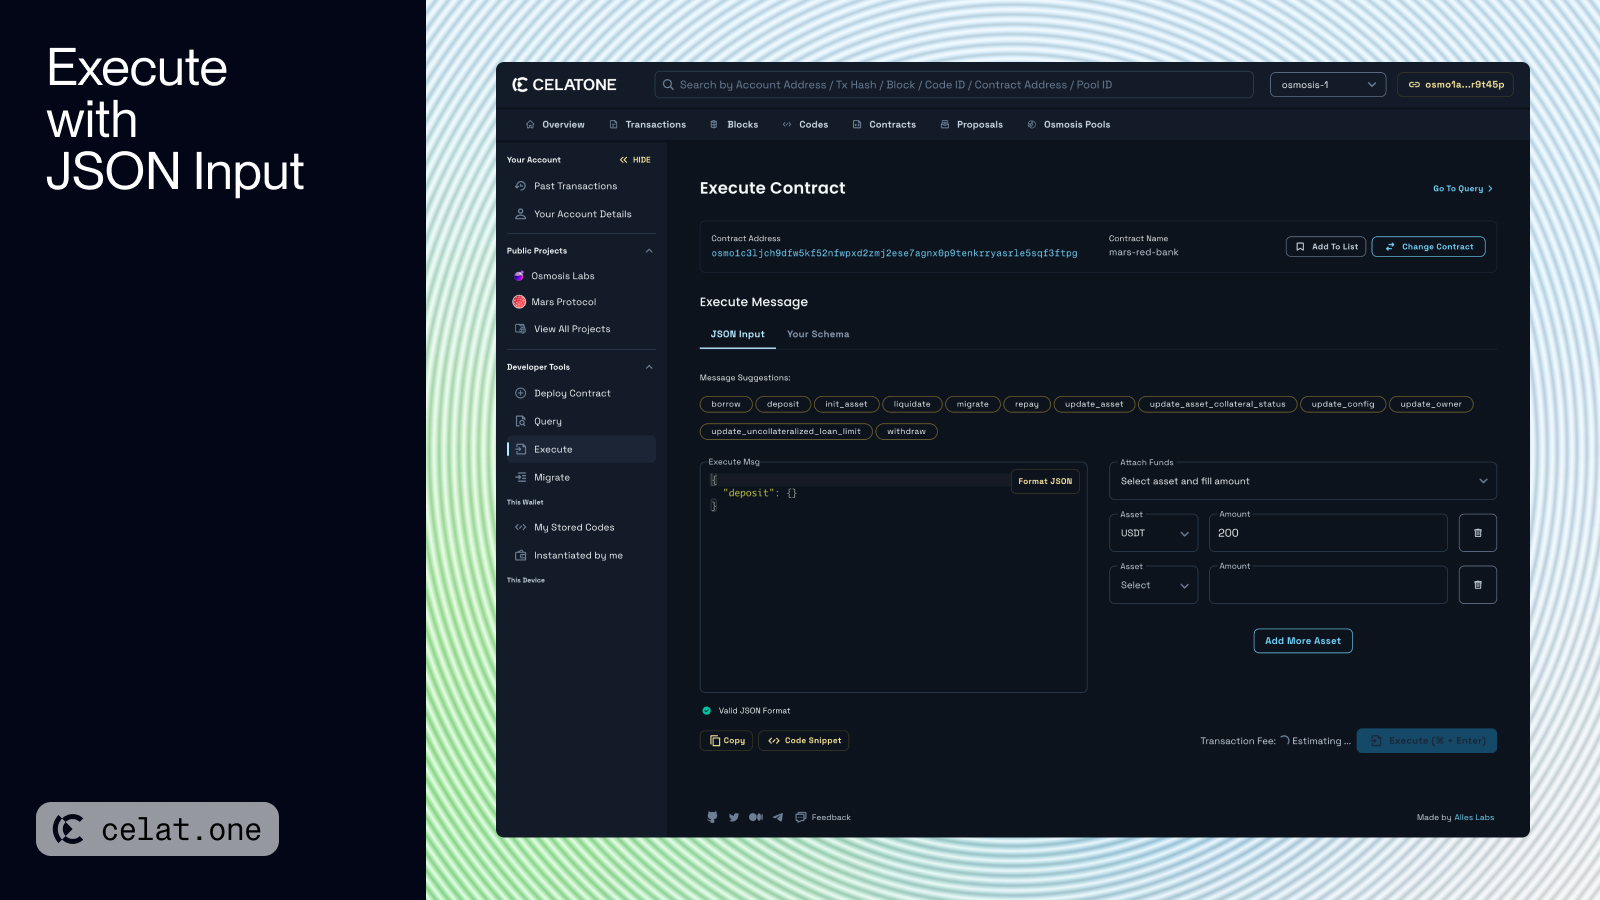 Execute
with
JSON Input
celat.one
CELATONE
Search by Account Address / Tx Hash / Block / Code ID / Contract Address / Pool ID
osmosis-1
osmo1a...r9t45p
Overview
Transactions
Blocks
Codes
Contracts
Proposals
Osmosis Pools
Your Account
HIDE
Past Transactions
Your Account Details
Public Projects
Osmosis Labs
Mars Protocol
View All Projects
Developer Tools
Deploy Contract
Query
Execute
Migrate
This Wallet
My Stored Codes
Instantiated by me
This Device
Execute Contract
Go To Query
Contract Address
osmo1c3ljch9dfw5kf52nfwpxd2zmj2ese7agnx0p9tenkrryasrle5sqf3ftpg
Contract Name
mars-red-bank
Add To List
Change Contract
Execute Message
JSON Input
Your Schema
Message Suggestions:
borrow
deposit
init_asset
liquidate
migrate
repay
update_asset
update_asset_collateral_status
update_config
update_owner
update_uncollateralized_loan_limit
withdraw
Execute Msg
{
"deposit": {}
}
Format JSON
Attach Funds
Select asset and fill amount
Asset
USDT
Amount
200
Asset
Select
Amount
Add More Asset
Valid JSON Format
Copy
Code Snippet
Transaction Fee: Estimating ...
Execute (⌘ + Enter)
Feedback
Made by Alles Labs